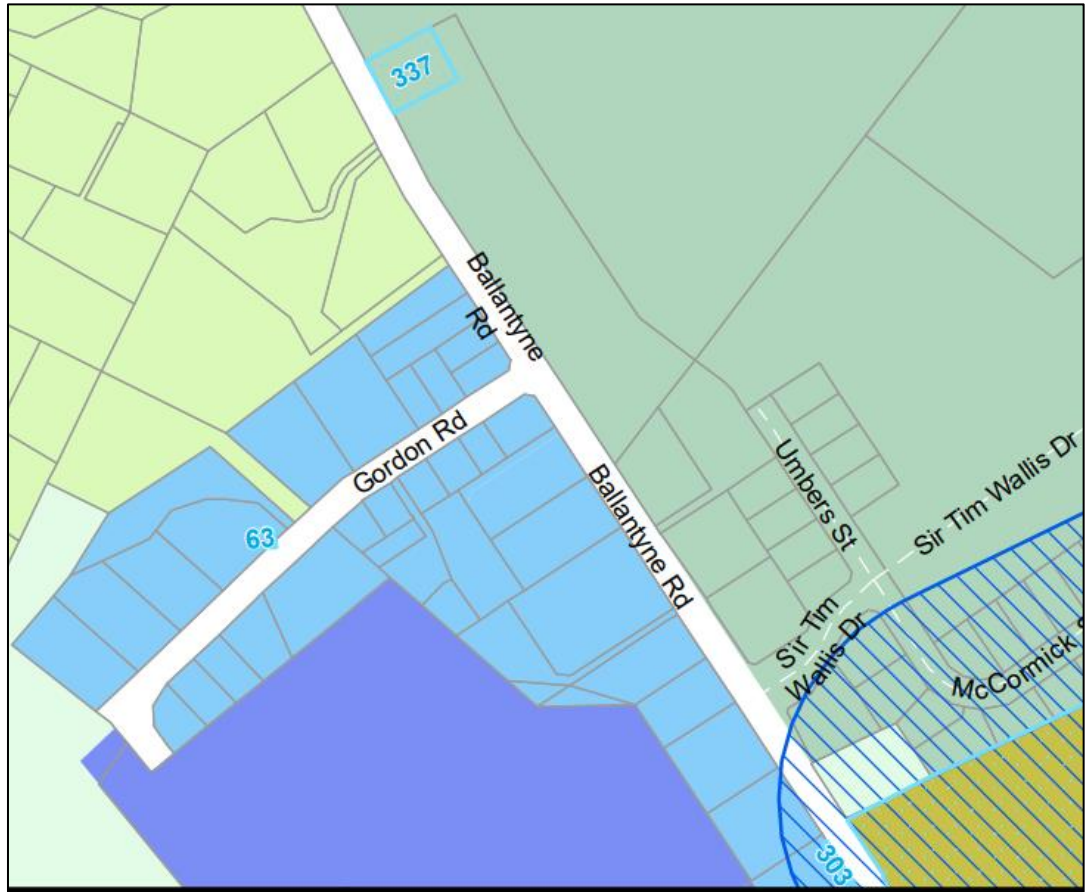 337
Ballantyne
Rd
Gordon Rd
Umbers St
Ballantyne Rd
Sir Tim Wallis Dr
63
Sir Tim
Wallis Dr
McCormick S
303